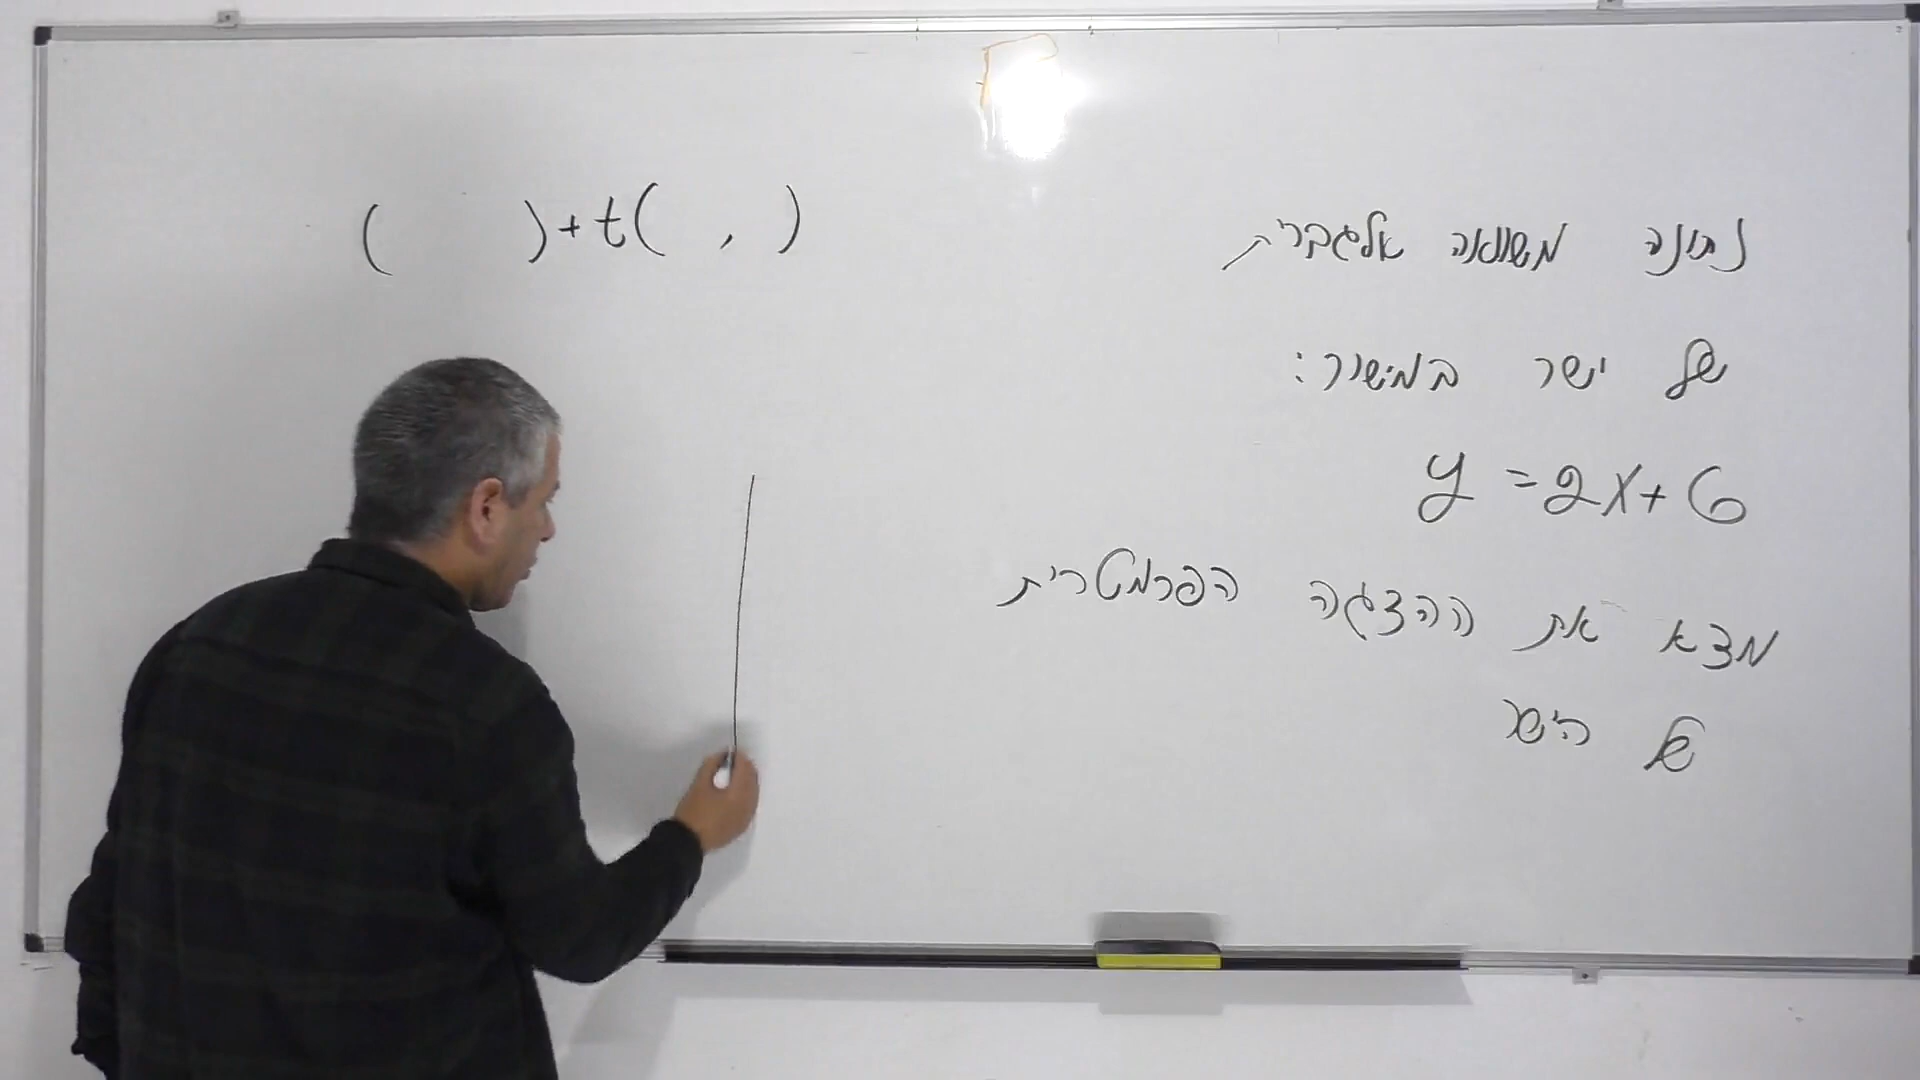 נתונה משוואה אלגברית
של ישר במישור:
y = 2x + 6
מצא את ההצגה הפרמטרית
של הישר
( ) + t ( , )